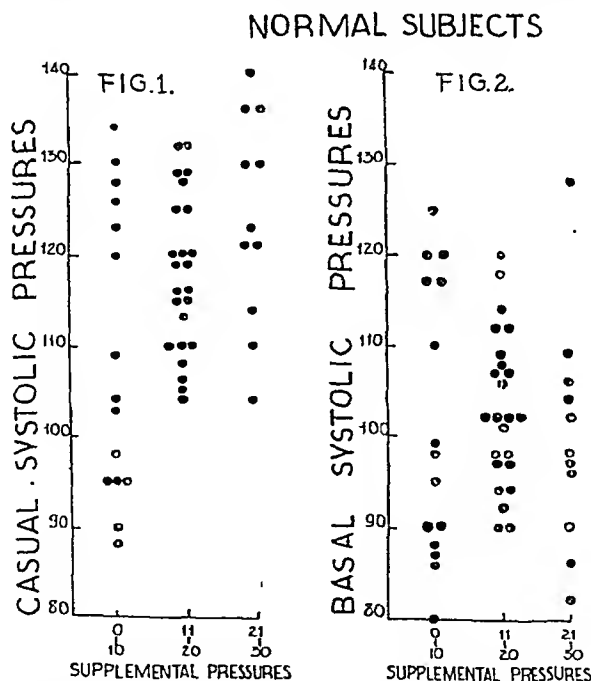 NORMAL SUBJECTS
FIG.1.
CASUAL . SYSTOLIC PRESSURES
140
130
120
110
100
90
80
0 11 21
10 20 30
SUPPLEMENTAL PRESSURES
FIG.2.
BASAL SYSTOLIC PRESSURES
140
130
120
110
100
90
80
0 11 21
10 20 30
SUPPLEMENTAL PRESSURES